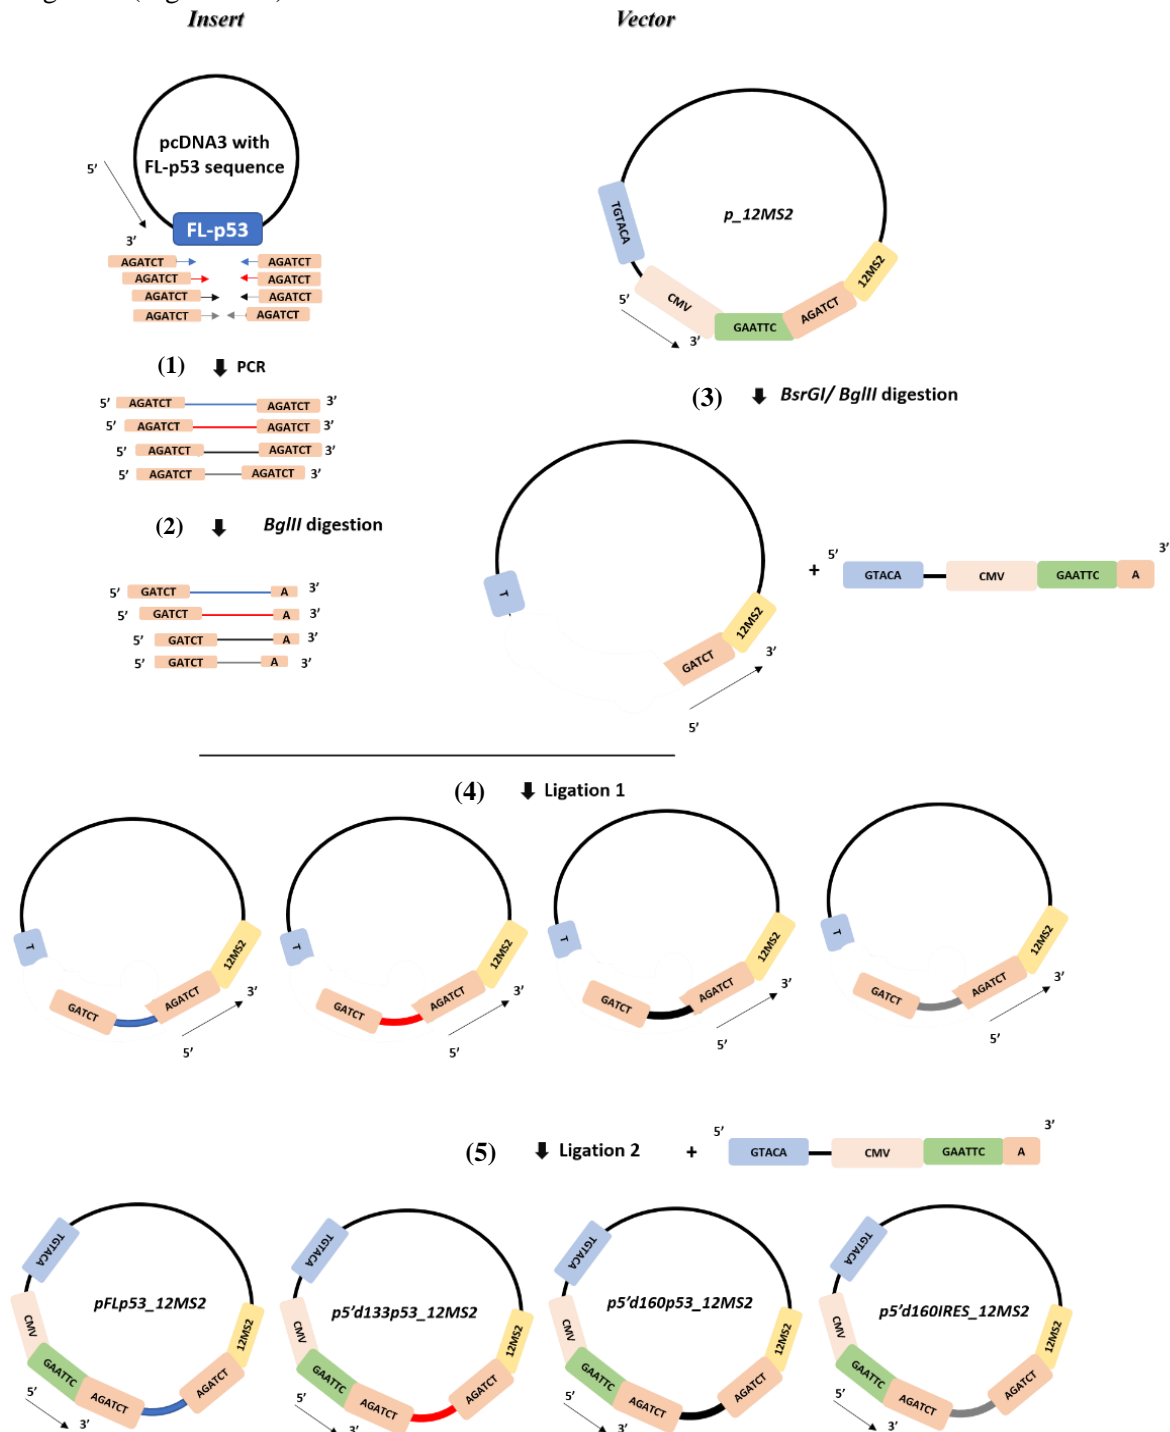 Insert
Vector
pcDNA3 with
FL-p53 sequence
5'
3'
FL-p53
AGATCT AGATCT
AGATCT AGATCT
AGATCT AGATCT
AGATCT AGATCT
p_12MS2
TGTACA
CMV
GAATTC
AGATCT
12MS2
5'
3'
(1) PCR
5' AGATCT AGATCT 3'
5' AGATCT AGATCT 3'
5' AGATCT AGATCT 3'
5' AGATCT AGATCT 3'
(2) BglII digestion
5' GATCT A 3'
5' GATCT A 3'
5' GATCT A 3'
5' GATCT A 3'
(3) BsrGI/ BglII digestion
T
GATCT
12MS2
5'
3'
+
5' 3'
GTACA CMV GAATTC A
(4) Ligation 1
T GATCT AGATCT 12MS2 5' 3'
T GATCT AGATCT 12MS2 5' 3'
T GATCT AGATCT 12MS2 5' 3'
T GATCT AGATCT 12MS2 5' 3'
(5) Ligation 2 +
5' 3'
GTACA CMV GAATTC A
TGTACA CMV GAATTC AGATCT AGATCT 12MS2 5' 3'
pFLp53_12MS2
TGTACA CMV GAATTC AGATCT AGATCT 12MS2 5' 3'
p5'd133p53_12MS2
TGTACA CMV GAATTC AGATCT AGATCT 12MS2 5' 3'
p5'd160p53_12MS2
TGTACA CMV GAATTC AGATCT AGATCT 12MS2 5' 3'
p5'd160IRES_12MS2